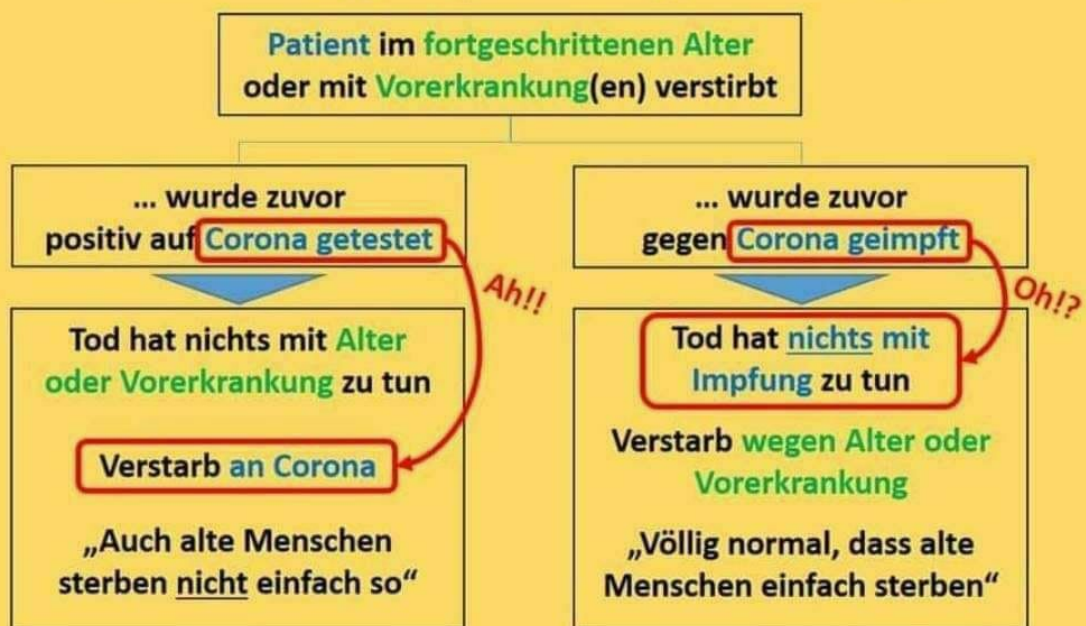 Patient im fortgeschrittenen Alter
oder mit Vorerkrankung(en) verstirbt
... wurde zuvor
positiv auf Corona getestet
Ah!!
Tod hat nichts mit Alter
oder Vorerkrankung zu tun
Verstarb an Corona
„Auch alte Menschen
sterben nicht einfach so“
... wurde zuvor
gegen Corona geimpft
Oh!?
Tod hat nichts mit
Impfung zu tun
Verstarb wegen Alter oder
Vorerkrankung
„Völlig normal, dass alte
Menschen einfach sterben“